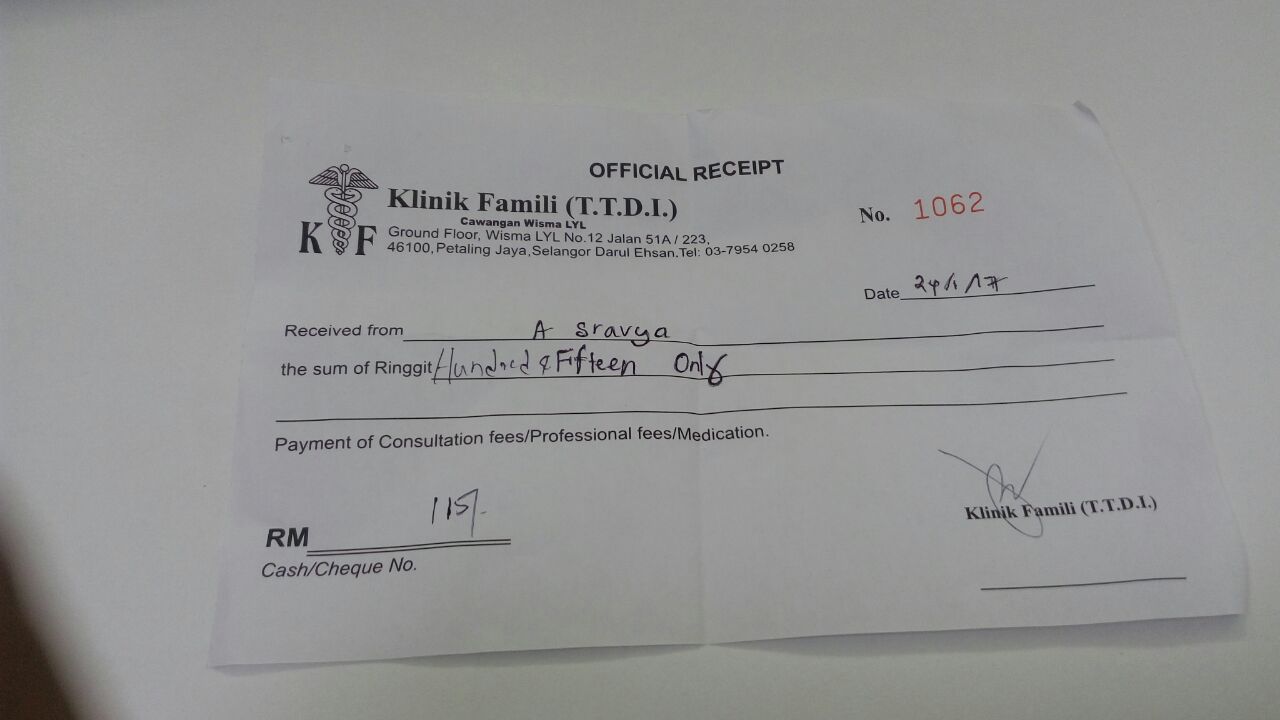 OFFICIAL RECEIPT
Klinik Famili (T.T.D.I.)
Cawangan Wisma LYL
K F
Ground Floor, Wisma LYL No.12 Jalan 51A / 223,
46100, Petaling Jaya, Selangor Darul Ehsan. Tel: 03-7954 0258
No. 1062
Date 24/1/17
Received from A Sravya
the sum of Ringgit Hundred & Fifteen Only
Payment of Consultation fees/Professional fees/Medication.
RM 115/-
Cash/Cheque No.
Klinik Famili (T.T.D.I.)